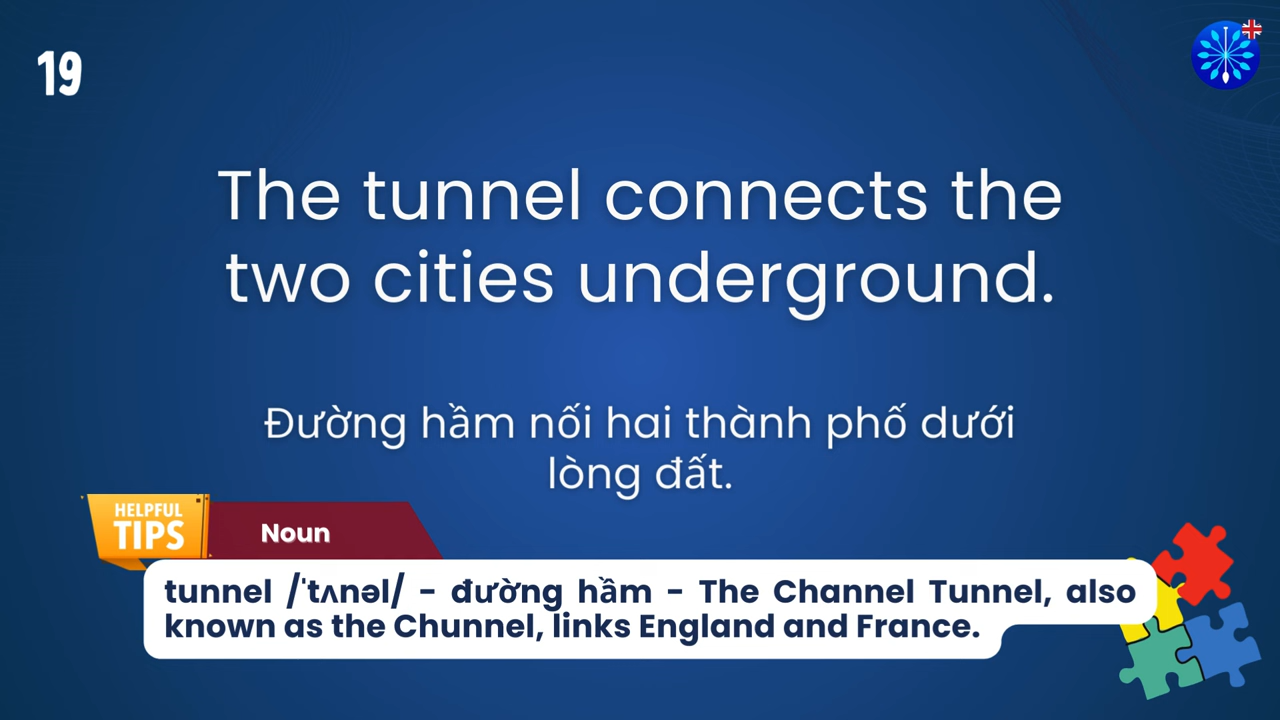 19
The tunnel connects the
two cities underground.
Đường hầm nối hai thành phố dưới
lòng đất.
HELPFUL
TIPS
Noun
tunnel /ˈtʌnəl/ - đường hầm - The Channel Tunnel, also
known as the Chunnel, links England and France.